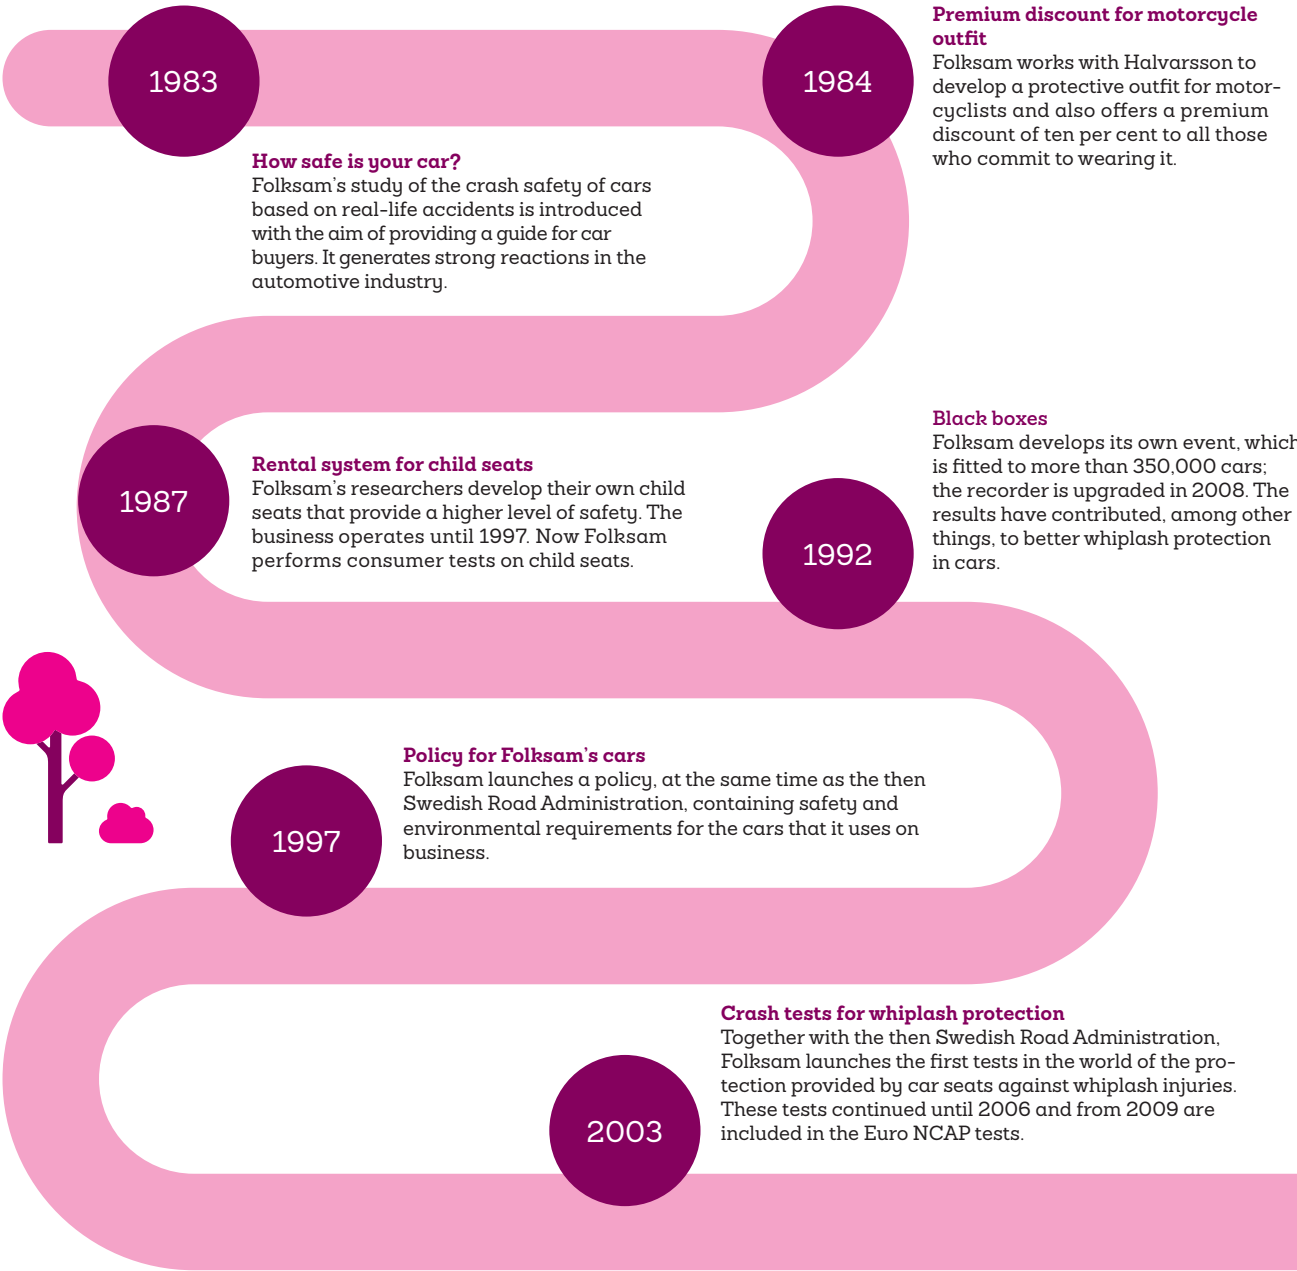 1983
How safe is your car?
Folksam's study of the crash safety of cars
based on real-life accidents is introduced
with the aim of providing a guide for car
buyers. It generates strong reactions in the
automotive industry.
1984
Premium discount for motorcycle
outfit
Folksam works with Halvarsson to
develop a protective outfit for motor-
cyclists and also offers a premium
discount of ten per cent to all those
who commit to wearing it.
1987
Rental system for child seats
Folksam's researchers develop their own child
seats that provide a higher level of safety. The
business operates until 1997. Now Folksam
performs consumer tests on child seats.
1992
Black boxes
Folksam develops its own event, which
is fitted to more than 350,000 cars;
the recorder is upgraded in 2008. The
results have contributed, among other
things, to better whiplash protection
in cars.
1997
Policy for Folksam's cars
Folksam launches a policy, at the same time as the then
Swedish Road Administration, containing safety and
environmental requirements for the cars that it uses on
business.
2003
Crash tests for whiplash protection
Together with the then Swedish Road Administration,
Folksam launches the first tests in the world of the pro-
tection provided by car seats against whiplash injuries.
These tests continued until 2006 and from 2009 are
included in the Euro NCAP tests.